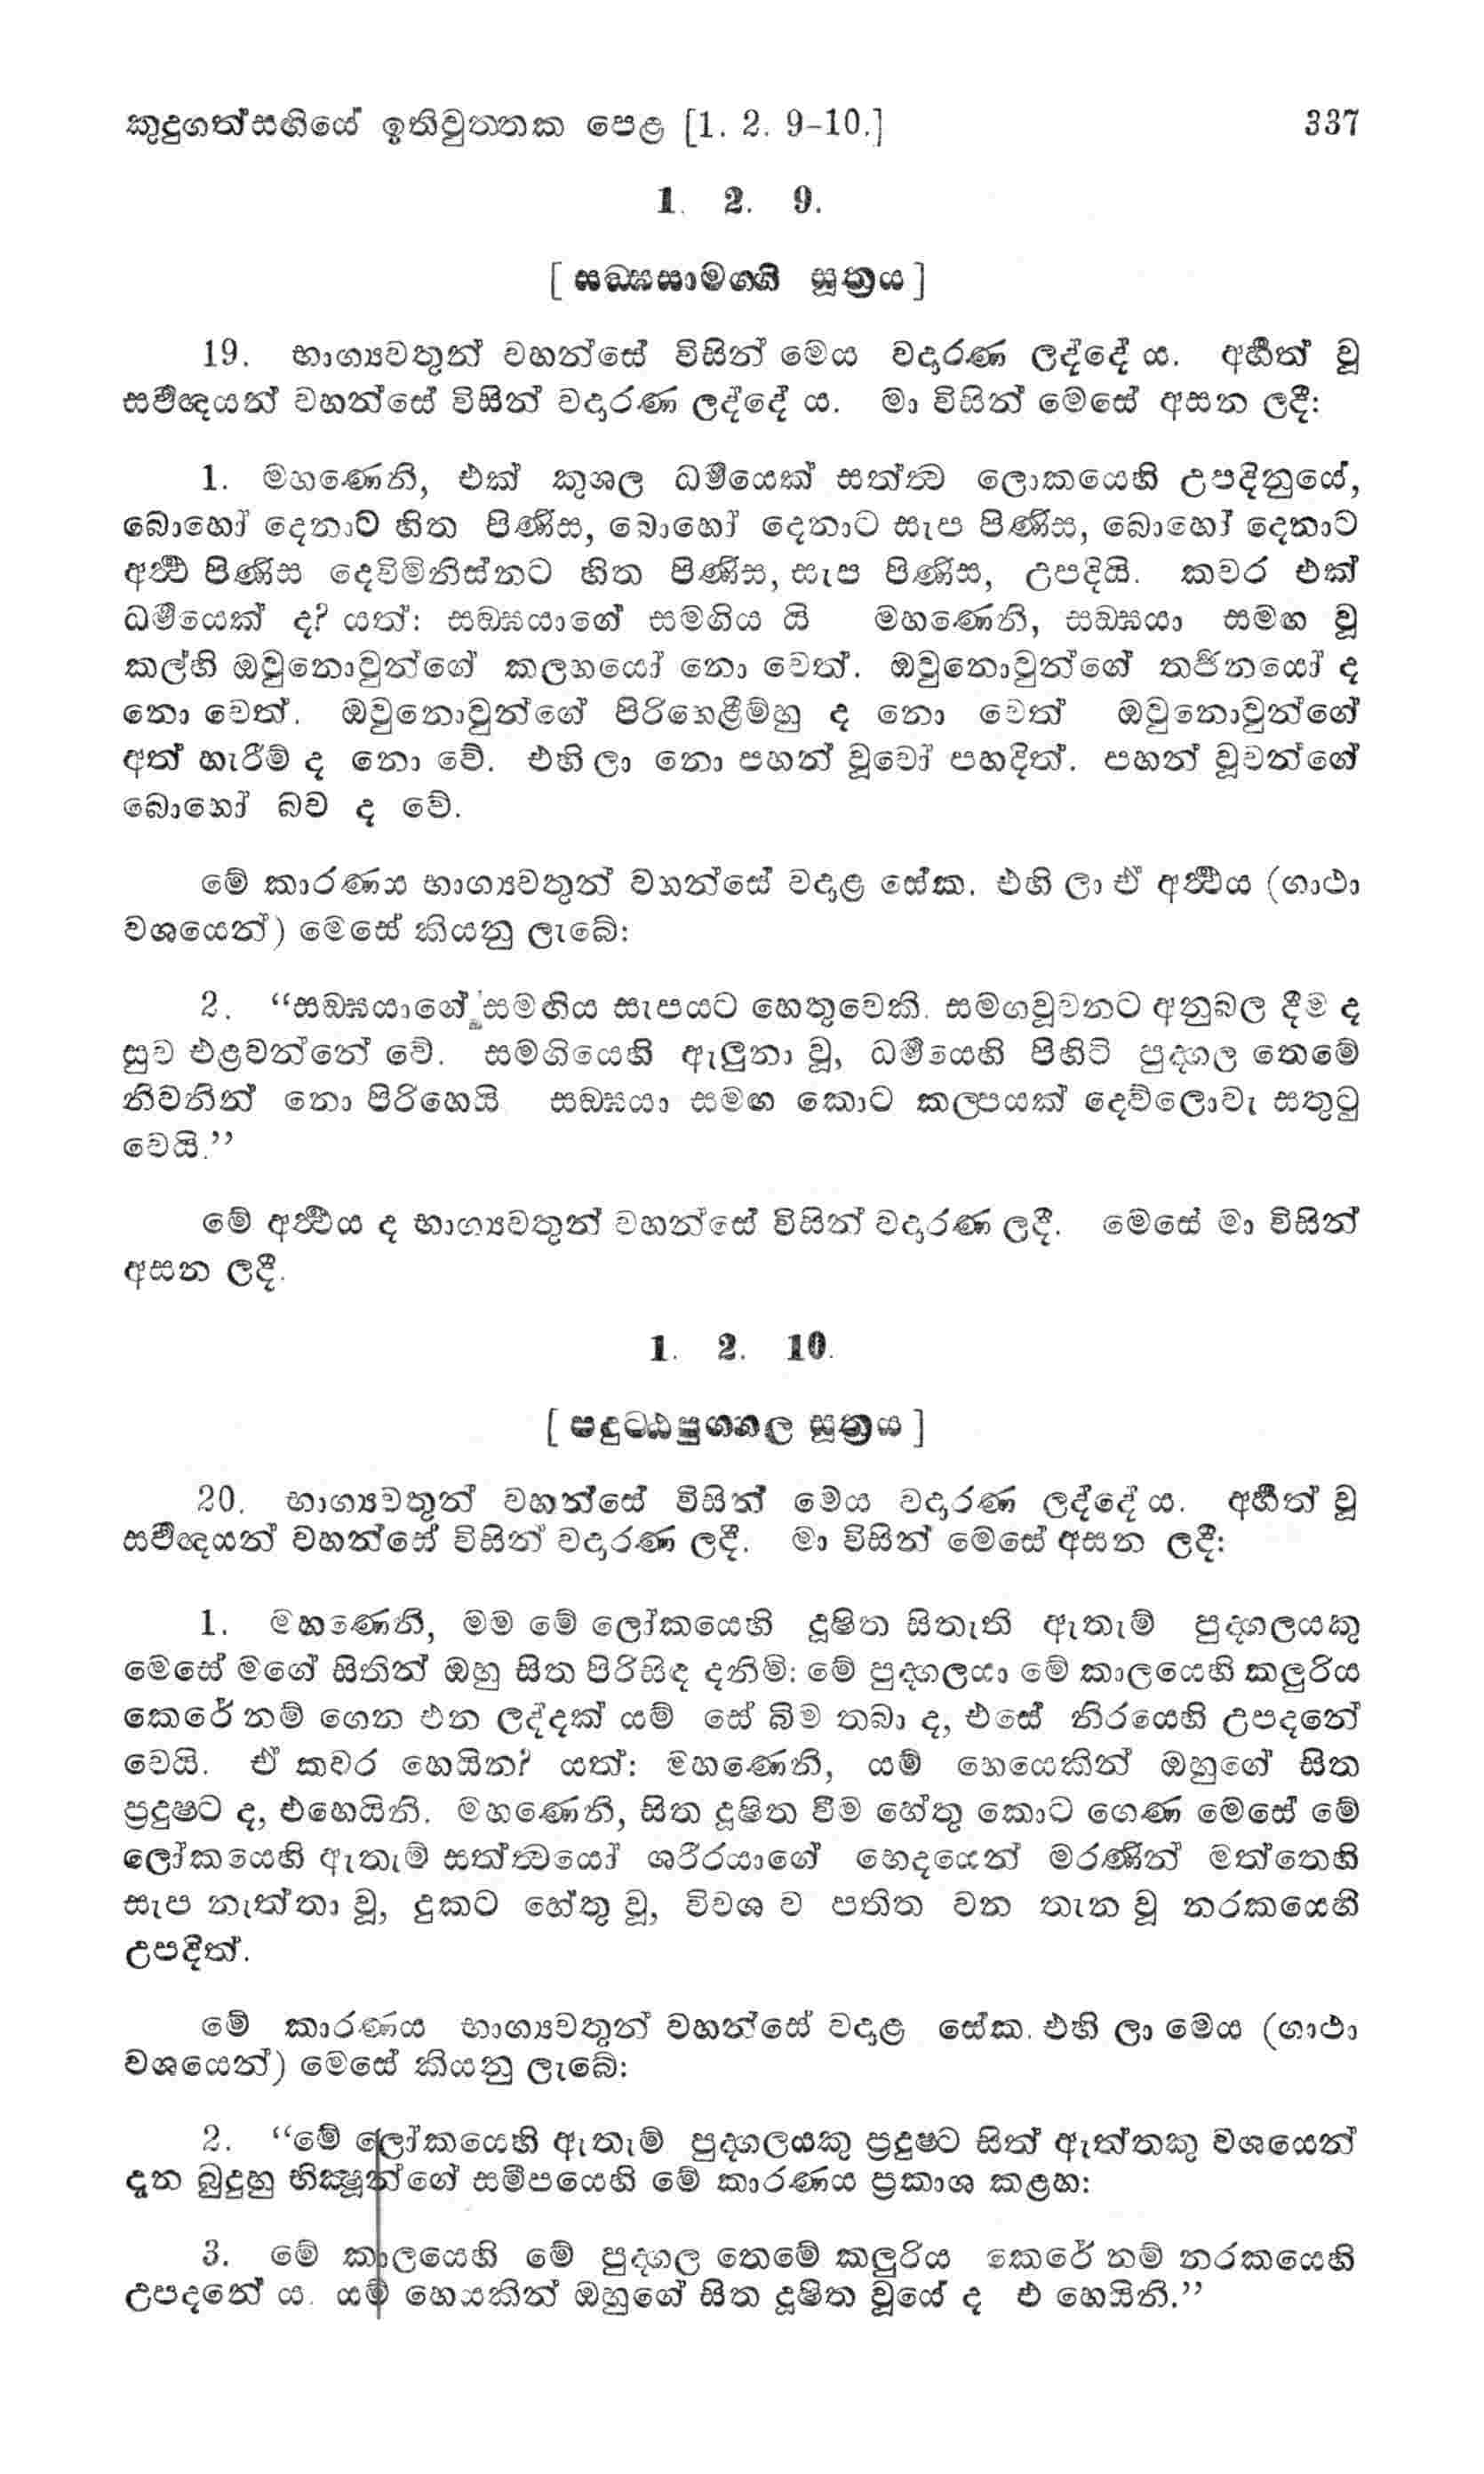 කුදුගත්සඟියේ ඉතිවුත්තක පෙළ [1. 2. 9-10.] 337
1. 2. 9.
[ සඞ්ඝසාමග්ගි සූත්‍රය ]
19. භාග්‍යවතුන් වහන්සේ විසින් මෙය වදාරණ ලද්දේ ය. අර්හත් වූ
සර්වඥයන් වහන්සේ විසින් වදාරණ ලද්දේ ය. මා විසින් මෙසේ අසන ලදී:
1. මහණෙනි, එක් කුශල ධර්මයෙක් සත්ත්ව ලොකයෙහි උපදිනුයේ,
බොහෝ දෙනාට හිත පිණිස, බොහෝ දෙනාට සැප පිණිස, බොහෝ දෙනාට
අර්ත්ථ පිණිස දෙවිමිනිස්නට හිත පිණිස, සැප පිණිස, උපදියි. කවර එක්
ධර්මයෙක් ද? යත්: සඞ්ඝයාගේ සමගිය යි මහණෙනි, සඞ්ඝයා සමඟ වූ
කල්හි ඔවුනොවුන්ගේ කලහයෝ නො වෙත්. ඔවුනොවුන්ගේ තර්ජනයෝ ද
නො වෙත්. ඔවුනොවුන්ගේ පිරිහෙළීම්හු ද නො වෙත් ඔවුනොවුන්ගේ
අත් හැරීම් ද නො වේ. එහි ලා නො පහන් වූවෝ පහදිත්. පහන් වූවන්ගේ
බොහෝ බව ද වේ.
මේ කාරණය භාග්‍යවතුන් වහන්සේ වදාළ සේක. එහි ලා ඒ අර්ත්ථය (ගාථා
වශයෙන්) මෙසේ කියනු ලැබේ:
2. “සඞ්ඝයාගේ සමඟිය සැපයට හෙතුවෙකි. සමගවූවනට අනුබල දීම ද
සුව එළවන්නේ වේ. සමගියෙහි ඇලුනා වූ, ධර්මයෙහි පිහිටි පුද්ගල තෙමේ
නිවනින් නො පිරිහෙයි සඞ්ඝයා සමඟ කොට කල්පයක් දෙව්ලොවැ සතුටු
වෙයි.”
මේ අර්ත්ථය ද භාග්‍යවතුන් වහන්සේ විසින් වදාරණ ලදී. මෙසේ මා විසින්
අසන ලදී.
1. 2. 10.
[ පදුට්ඨපුග්ගල සූත්‍රය ]
20. භාග්‍යවතුන් වහන්සේ විසින් මේය වදාරණ ලද්දේ ය. අර්හත් වූ
සර්වඥයන් වහන්සේ විසින් වදාරණ ලදී. මා විසින් මෙසේ අසන ලදී:
1. මහණෙනි, මම මේ ලෝකයෙහි දූෂිත සිතැති ඇතැම් පුද්ගලයකු
මෙසේ මගේ සිතින් ඔහු සිත පිරිසිඳ දනිමි: මේ පුද්ගලයා මේ කාලයෙහි කලුරිය
කෙරේ නම් ගෙන එන ලද්දක් යම් සේ බිම තබා ද, එසේ නිරයෙහි උපදනේ
වෙයි. ඒ කවර හෙයින? යත්: මහණෙනි, යම් හෙයෙකින් ඔහුගේ සිත
ප්‍රදුෂට ද, එහෙයිනි. මහණෙනි, සිත දූෂිත වීම හේතු කොට ගෙණ මෙසේ මේ
ලෝකයෙහි ඇතැම් සත්ත්වයෝ ශරීරයාගේ භෙදයෙන් මරණින් මත්තෙහි
සැප නැත්තා වූ, දුකට හේතු වූ, විවශ ව පතිත වන තැන වූ නරකයෙහි
උපදිත්.
මේ කාරණය භාග්‍යවතුන් වහන්සේ වදාළ සේක. එහි ලා මෙය (ගාථා
වශයෙන්) මෙසේ කියනු ලැබේ:
2. “මේ ලෝකයෙහි ඇතැම් පුද්ගලයකු ප්‍රදුෂ්ට සිත් ඇත්තකු වශයෙන්
දැන බුදුහු භික්‍ෂූන්ගේ සමීපයෙහි මේ කාරණය ප්‍රකාශ කළහ:
3. මේ කාලයෙහි මේ පුද්ගල තෙමේ කලුරිය කෙරේ නම් නරකයෙහි
උපදනේ ය. යම් හෙයකින් ඔහුගේ සිත දූෂිත වූයේ ද එ හෙයිනි.”